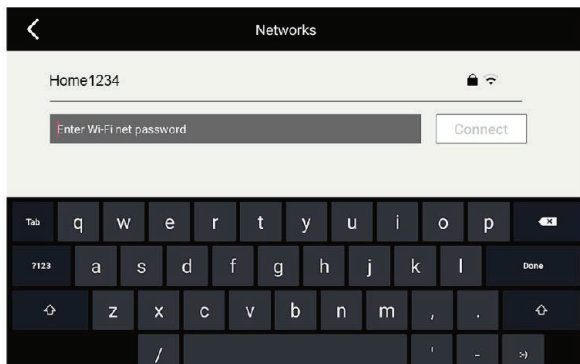 Networks
Home1234
Enter Wi-Fi net password
Connect
Tab q w e r t y u i o p
?123 a s d f g h j k l Done
z x c v b n m , .
/ ' - :-)